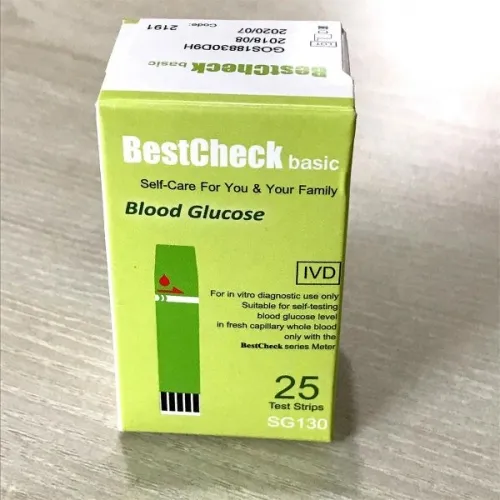 BestCheck basic
GOS18830D9H
2018/08
2020/07
Code: 2191
LOT
BestCheck basic
Self-Care For You & Your Family
Blood Glucose
IVD
For in vitro diagnostic use only
Suitable for self-testing
blood glucose level
in fresh capillary whole blood
only with the
BestCheck series Meter
25
Test Strips
SG130